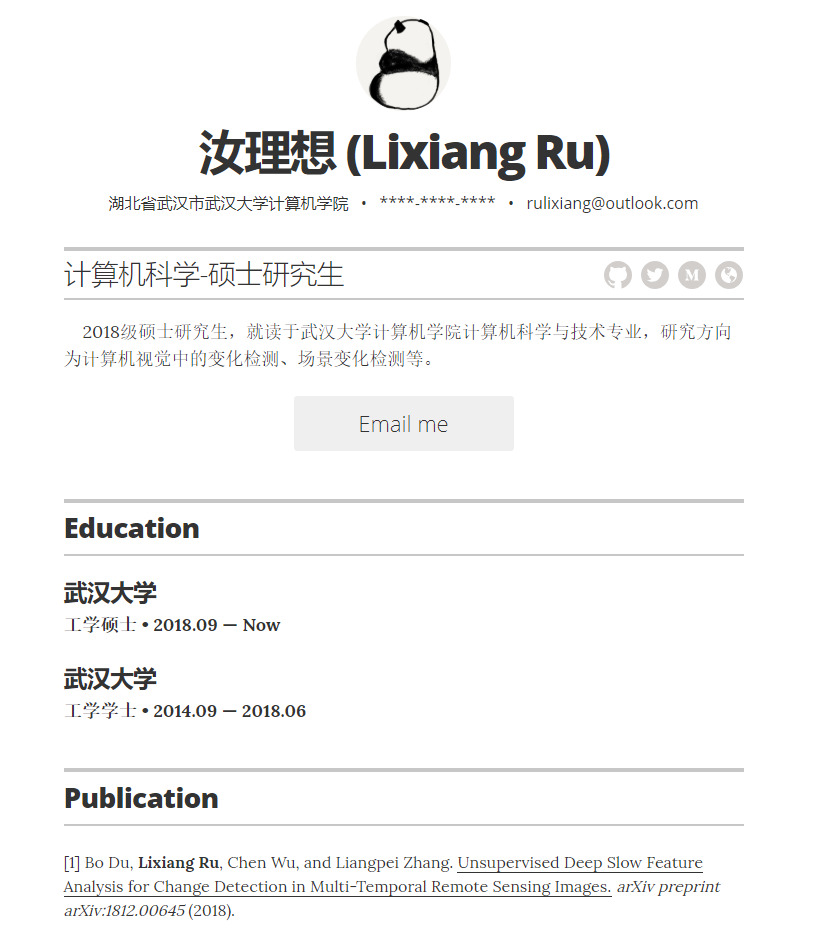 汝理想 (Lixiang Ru)
湖北省武汉市武汉大学计算机学院 • ****-****-**** • rulixiang@outlook.com
计算机科学-硕士研究生
2018级硕士研究生，就读于武汉大学计算机学院计算机科学与技术专业，研究方向
为计算机视觉中的变化检测、场景变化检测等。
Email me
Education
武汉大学
工学硕士 • 2018.09 — Now
武汉大学
工学学士 • 2014.09 — 2018.06
Publication
[1] Bo Du, Lixiang Ru, Chen Wu, and Liangpei Zhang. Unsupervised Deep Slow Feature
Analysis for Change Detection in Multi-Temporal Remote Sensing Images. arXiv preprint
arXiv:1812.00645 (2018).